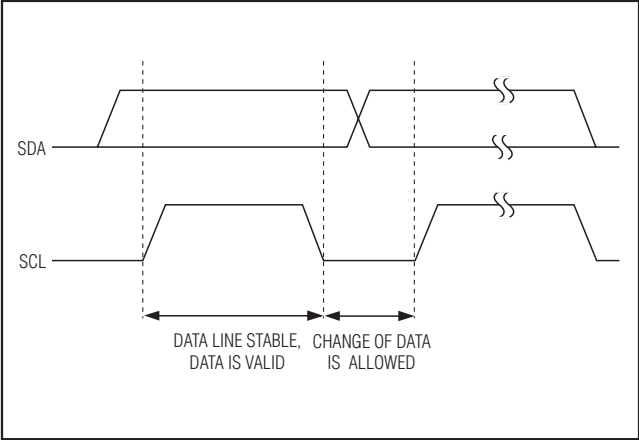 SDA
SCL
DATA LINE STABLE,
DATA IS VALID
CHANGE OF DATA
IS ALLOWED